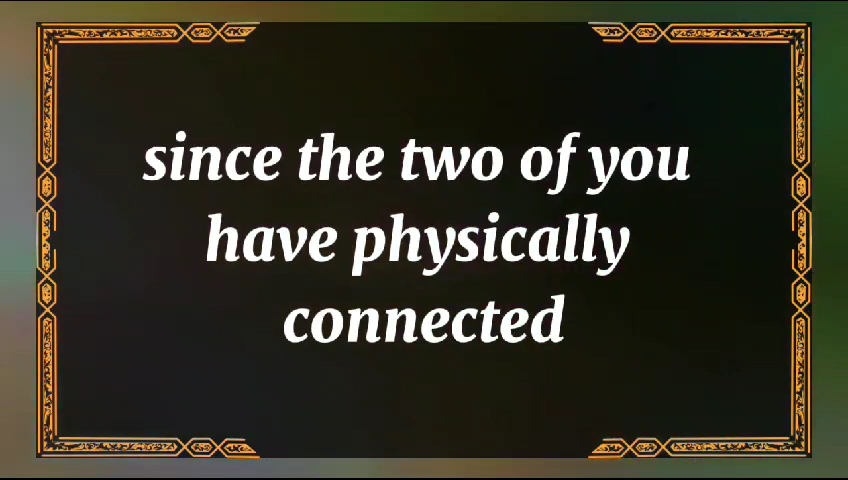 since the two of you
have physically
connected